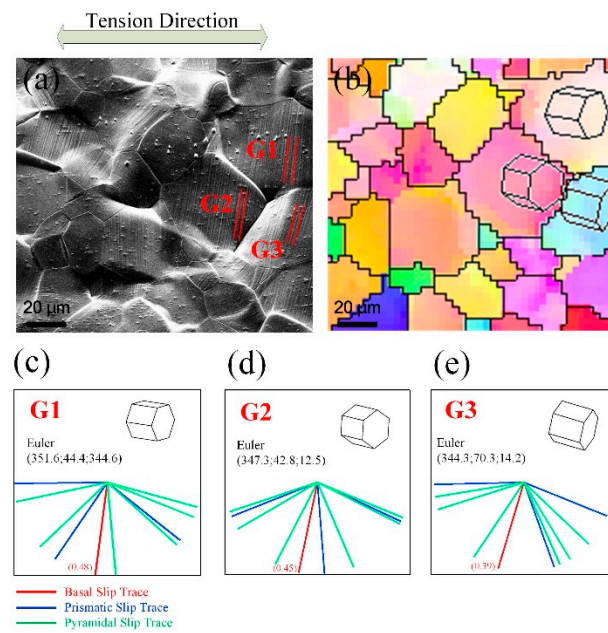 Tension Direction
(a)
(b)
G1
G2
G3
20 μm
20 μm
(c)
(d)
(e)
G1
Euler
(351.6;44.4;344.6)
(0.48)
G2
Euler
(347.3;42.8;12.5)
(0.45)
G3
Euler
(344.3;70.3;14.2)
(0.39)
Basal Slip Trace
Prismatic Slip Trace
Pyramidal Slip Trace